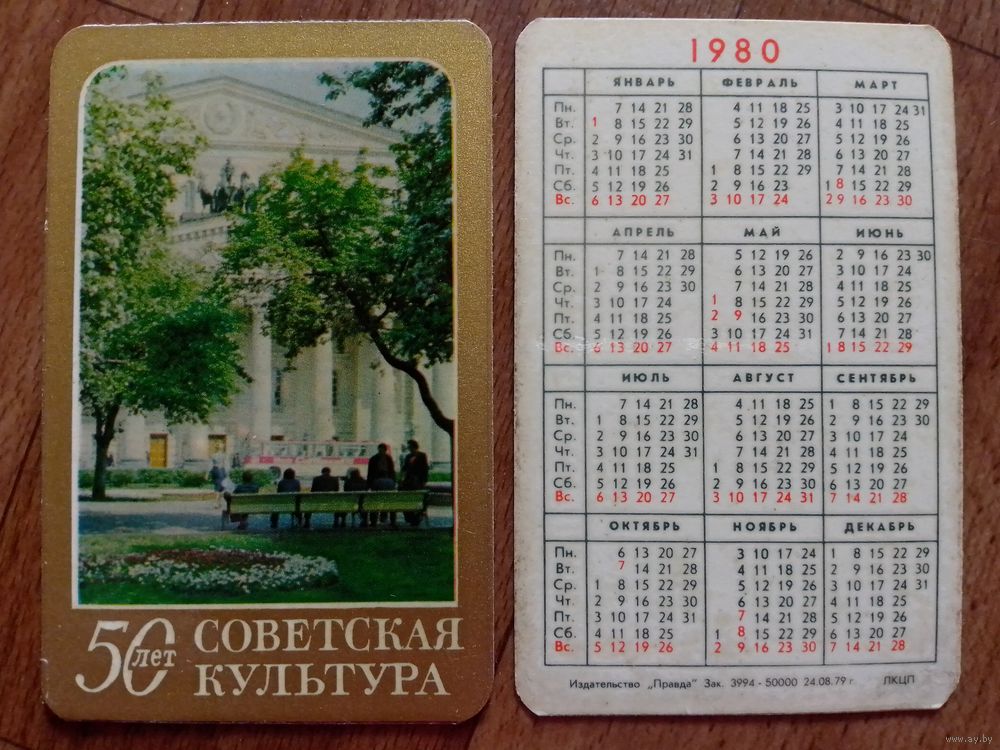 50 лет СОВЕТСКАЯ
КУЛЬТУРА
1980
ЯНВАРЬ ФЕВРАЛЬ МАРТ
Пн. 7 14 21 28 4 11 18 25 3 10 17 24 31
Вт. 1 8 15 22 29 5 12 19 26 4 11 18 25
Ср. 2 9 16 23 30 6 13 20 27 5 12 19 26
Чт. 3 10 17 24 31 7 14 21 28 6 13 20 27
Пт. 4 11 18 25 1 8 15 22 29 7 14 21 28
Сб. 5 12 19 26 2 9 16 23 1 8 15 22 29
Вс. 6 13 20 27 3 10 17 24 2 9 16 23 30
АПРЕЛЬ МАЙ ИЮНЬ
Пн. 7 14 21 28 5 12 19 26 2 9 16 23 30
Вт. 1 8 15 22 29 6 13 20 27 3 10 17 24
Ср. 2 9 16 23 30 7 14 21 28 4 11 18 25
Чт. 3 10 17 24 1 8 15 22 29 5 12 19 26
Пт. 4 11 18 25 2 9 16 23 30 6 13 20 27
Сб. 5 12 19 26 3 10 17 24 31 7 14 21 28
Вс. 6 13 20 27 4 11 18 25 1 8 15 22 29
ИЮЛЬ АВГУСТ СЕНТЯБРЬ
Пн. 7 14 21 28 4 11 18 25 1 8 15 22 29
Вт. 1 8 15 22 29 5 12 19 26 2 9 16 23 30
Ср. 2 9 16 23 30 6 13 20 27 3 10 17 24
Чт. 3 10 17 24 31 7 14 21 28 4 11 18 25
Пт. 4 11 18 25 1 8 15 22 29 5 12 19 26
Сб. 5 12 19 26 2 9 16 23 30 6 13 20 27
Вс. 6 13 20 27 3 10 17 24 31 7 14 21 28
ОКТЯБРЬ НОЯБРЬ ДЕКАБРЬ
Пн. 6 13 20 27 3 10 17 24 1 8 15 22 29
Вт. 7 14 21 28 4 11 18 25 2 9 16 23 30
Ср. 1 8 15 22 29 5 12 19 26 3 10 17 24 31
Чт. 2 9 16 23 30 6 13 20 27 4 11 18 25
Пт. 3 10 17 24 31 7 14 21 28 5 12 19 26
Сб. 4 11 18 25 1 8 15 22 29 6 13 20 27
Вс. 5 12 19 26 2 9 16 23 30 7 14 21 28
Издательство „Правда" Зак. 3994 - 50000 24.08.79 г. ЛКЦП
www.ay.by